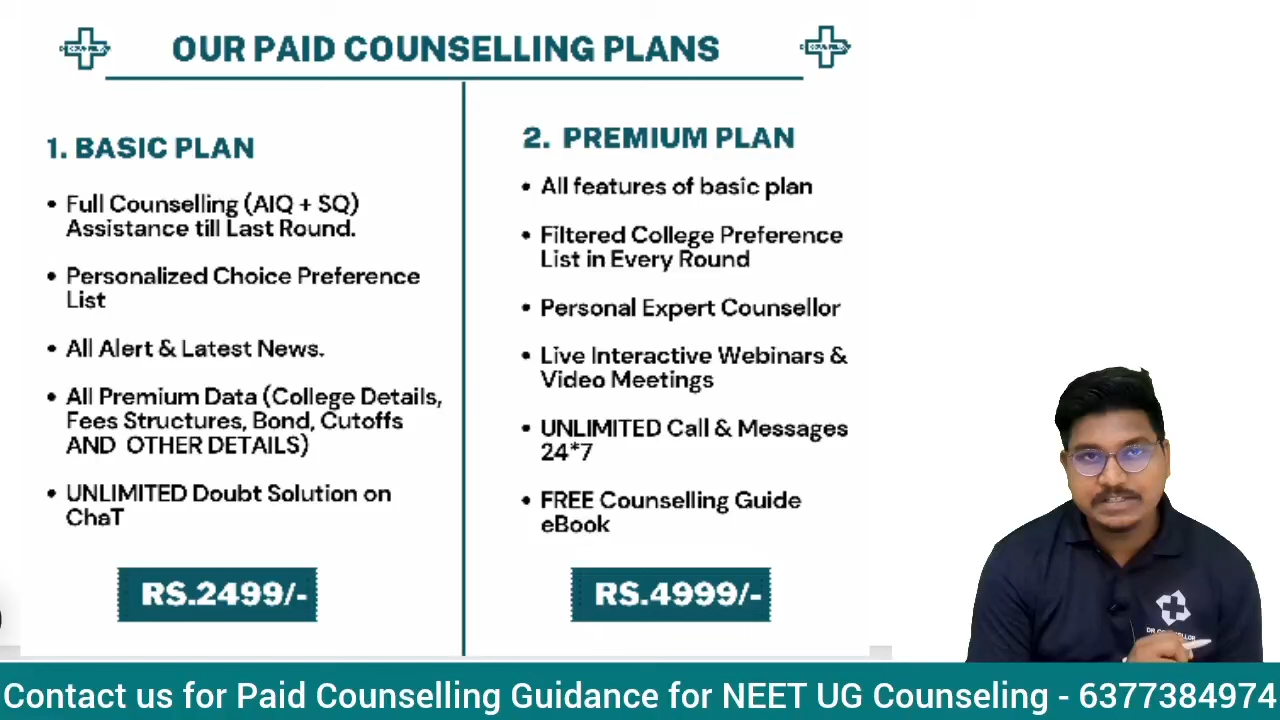 OUR PAID COUNSELLING PLANS
1. BASIC PLAN
• Full Counselling (AIQ + SQ)
Assistance till Last Round.
• Personalized Choice Preference
List
• All Alert & Latest News.
• All Premium Data (College Details,
Fees Structures, Bond, Cutoffs
AND OTHER DETAILS)
• UNLIMITED Doubt Solution on
ChaT
RS.2499/-
2. PREMIUM PLAN
• All features of basic plan
• Filtered College Preference
List in Every Round
• Personal Expert Counsellor
• Live Interactive Webinars &
Video Meetings
• UNLIMITED Call & Messages
24*7
• FREE Counselling Guide
eBook
RS.4999/-
Contact us for Paid Counselling Guidance for NEET UG Counseling - 6377384974